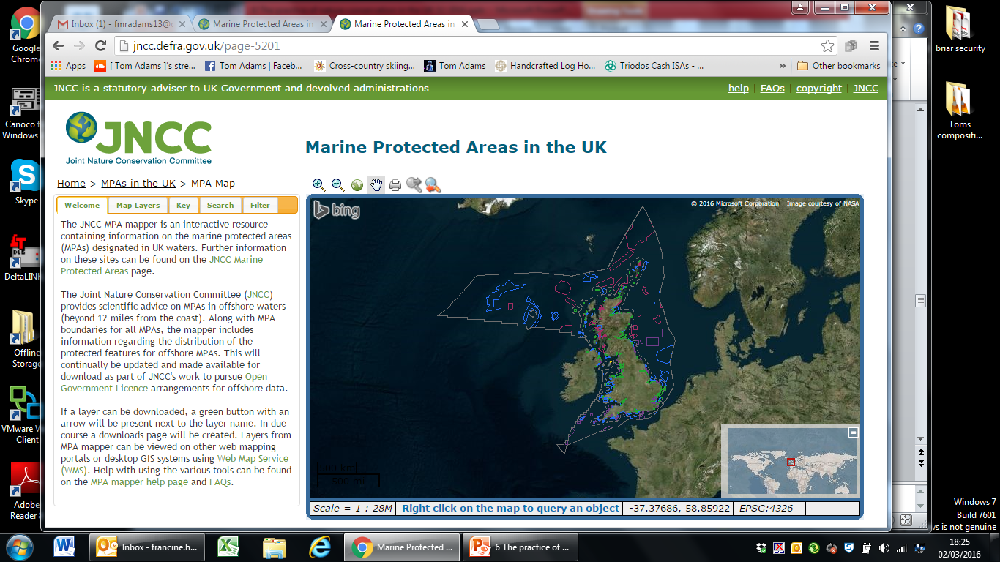 Inbox (1) - fmradams13@g
Marine Protected Areas in
Marine Protected Areas in
jncc.defra.gov.uk/page-5201
Apps
[ Tom Adams ]'s stre...
Tom Adams | Faceb...
Cross-country skiing...
Tom Adams
Handcrafted Log Ho...
Triodos Cash ISAs - ...
»
Other bookmarks
JNCC is a statutory adviser to UK Government and devolved administrations
help | FAQs | copyright | JNCC
JNCC
Joint Nature Conservation Committee
Marine Protected Areas in the UK
Home > MPAs in the UK > MPA Map
Welcome
Map Layers
Key
Search
Filter
The JNCC MPA mapper is an interactive resource
containing information on the marine protected areas
(MPAs) designated in UK waters. Further information
on these sites can be found on the JNCC Marine
Protected Areas page.
The Joint Nature Conservation Committee (JNCC)
provides scientific advice on MPAs in offshore waters
(beyond 12 miles from the coast). Along with MPA
boundaries for all MPAs, the mapper includes
information regarding the distribution of the
protected features for offshore MPAs. This will
continually be updated and made available for
download as part of JNCC's work to pursue Open
Government Licence arrangements for offshore data.
If a layer can be downloaded, a green button with an
arrow will be present next to the layer name. In due
course a downloads page will be created. Layers from
MPA mapper can be viewed on other web mapping
portals or desktop GIS systems using Web Map Service
(WMS). Help with using the various tools can be found
on the MPA mapper help page and FAQs.
bing
© 2016 Microsoft Corporation Image courtesy of NASA
500 km
500 mi
Scale = 1 : 28M
Right click on the map to query an object
-37.37686, 58.85922
EPSG:4326
Google
Chrome
Canoco f
Windows
Skype
DeltaLINK
Offline
Storage
VMware V
Client
Adobe
Reader
briar security
Toms
compositi...
Windows 7
Build 7601
ws is not genuine
Inbox - francine.h...
Marine Protected ...
6 The practice of ...
18:25
02/03/2016